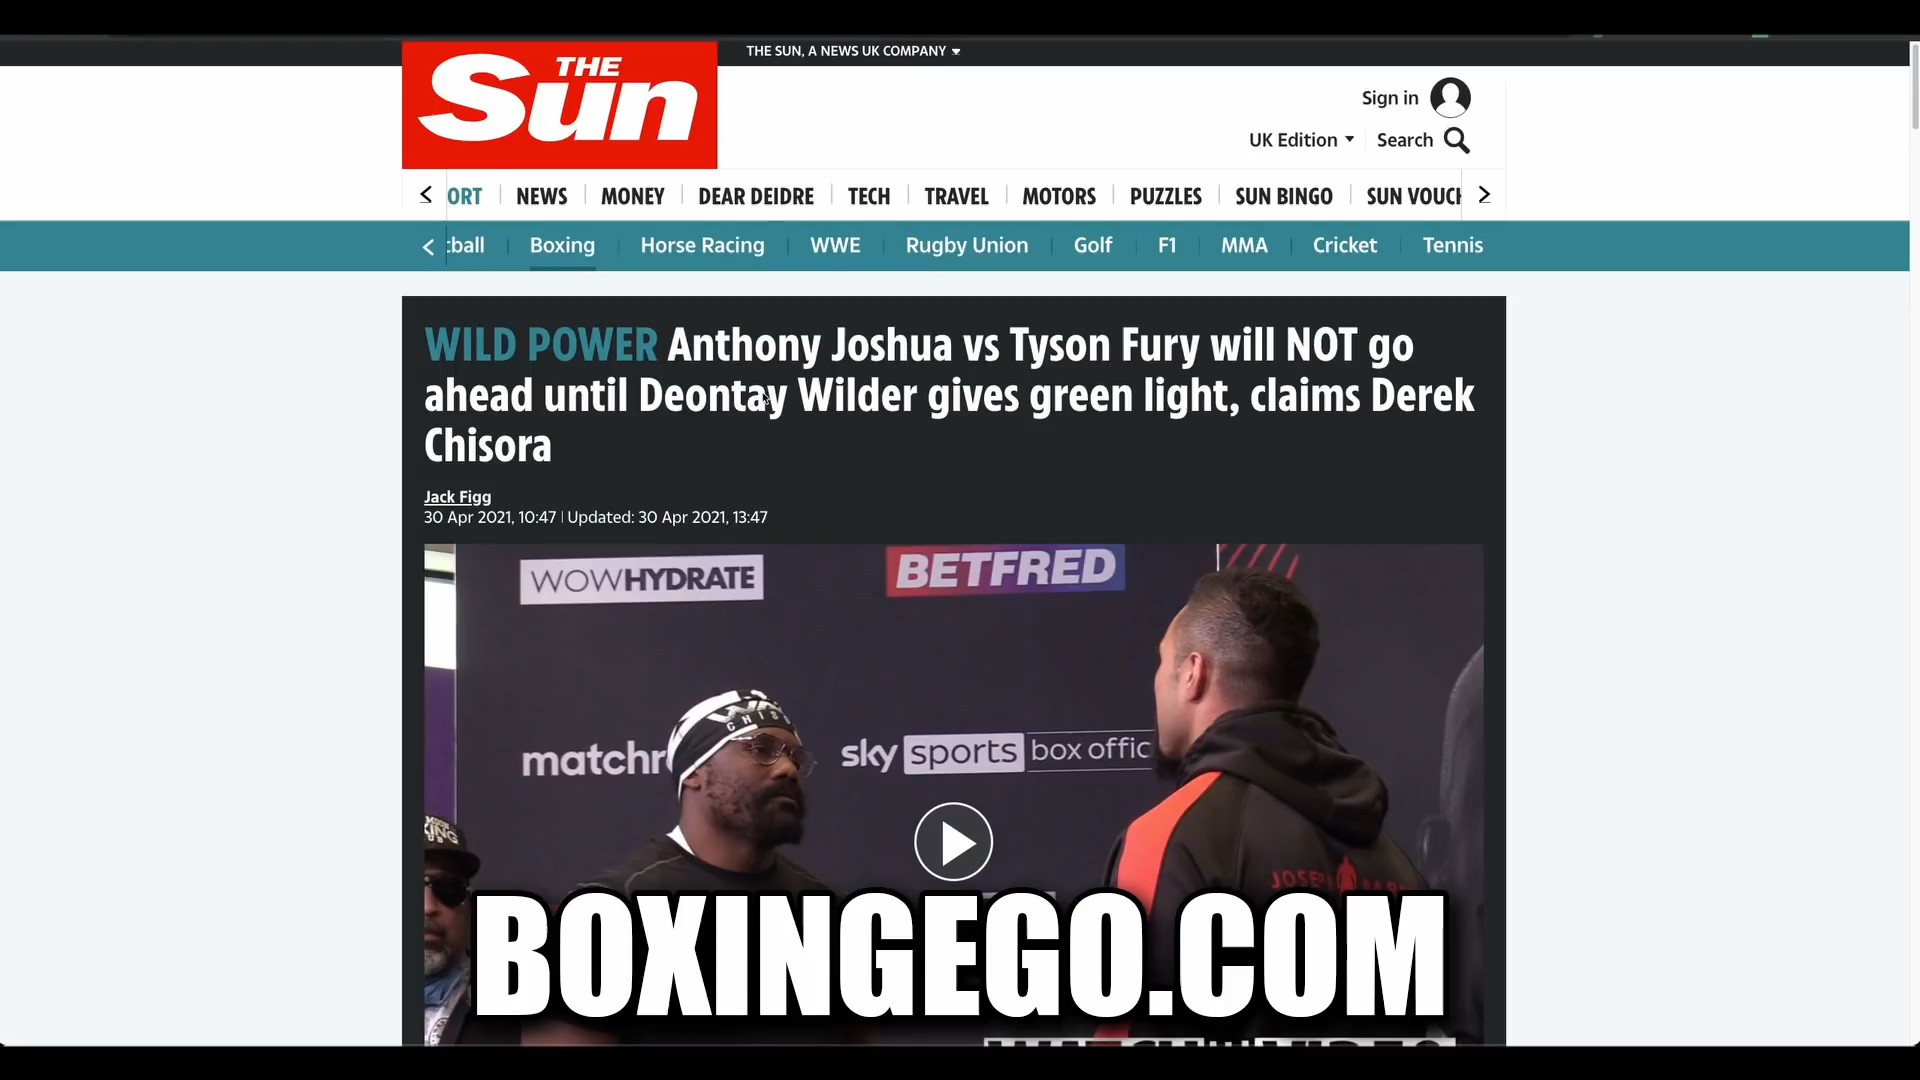 THE SUN, A NEWS UK COMPANY
THE
Sun
Sign in
UK Edition
Search
ORT NEWS MONEY DEAR DEIDRE TECH TRAVEL MOTORS PUZZLES SUN BINGO SUN VOUCH
ball Boxing Horse Racing WWE Rugby Union Golf F1 MMA Cricket Tennis
WILD POWER Anthony Joshua vs Tyson Fury will NOT go
ahead until Deontay Wilder gives green light, claims Derek
Chisora
Jack Figg
30 Apr 2021, 10:47 | Updated: 30 Apr 2021, 13:47
WOWHYDRATE
BETFRED
CHIS
matchr
sky sports box offic
KING
JOSEP
BOXINGEGO.COM